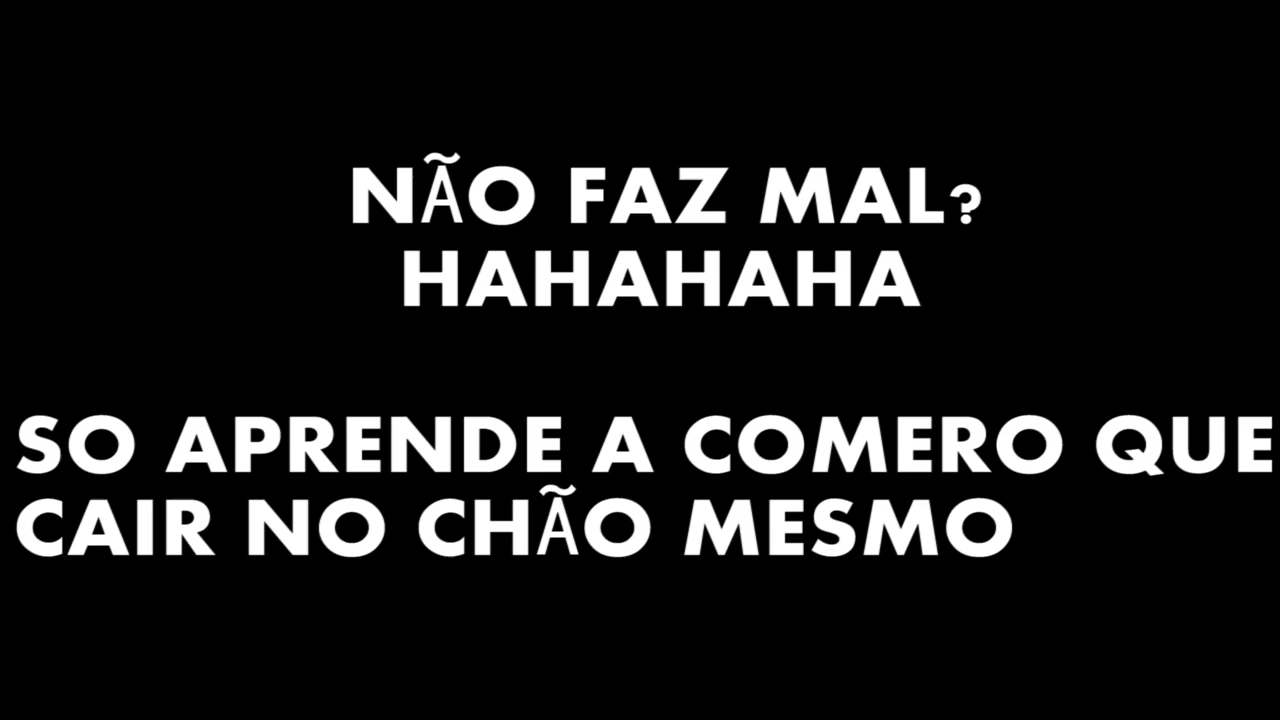 NÃO FAZ MAL?
HAHAHAHA
SO APRENDE A COMERO QUE
CAIR NO CHÃO MESMO